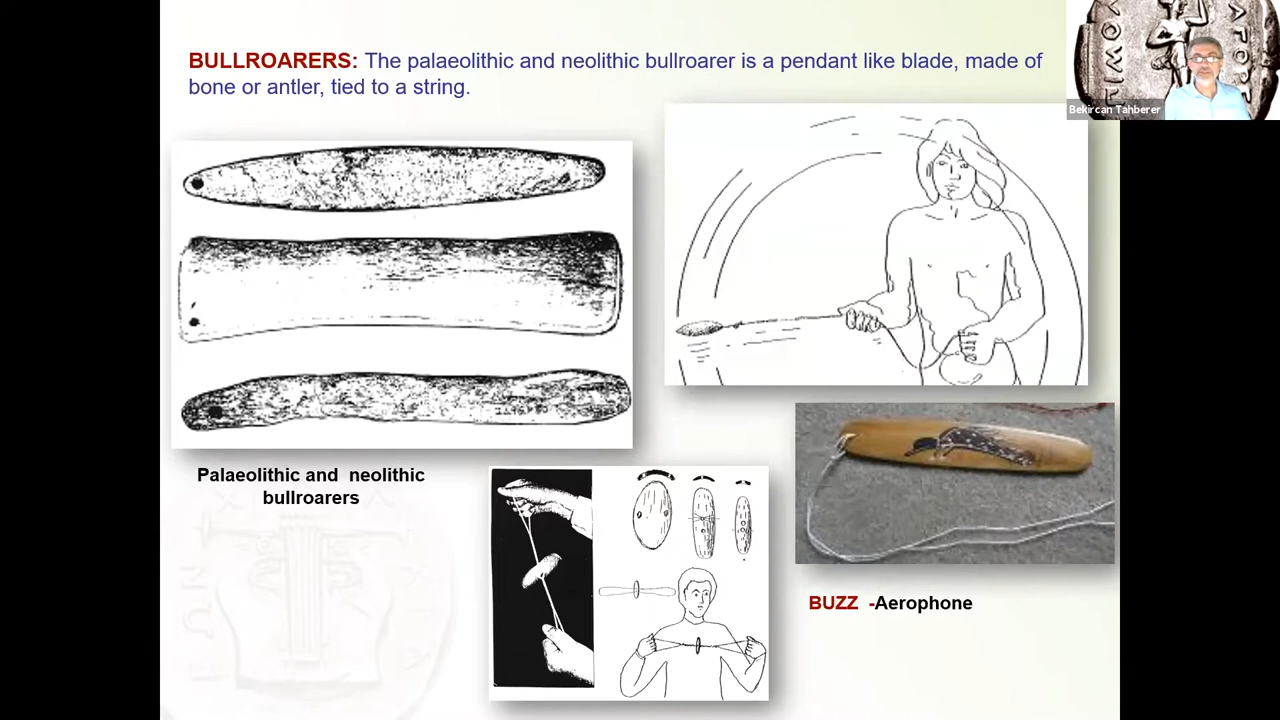 BULLROARERS: The palaeolithic and neolithic bullroarer is a pendant like blade, made of
bone or antler, tied to a string.
Bekircan Tahberer
Palaeolithic and neolithic
bullroarers
BUZZ -Aerophone